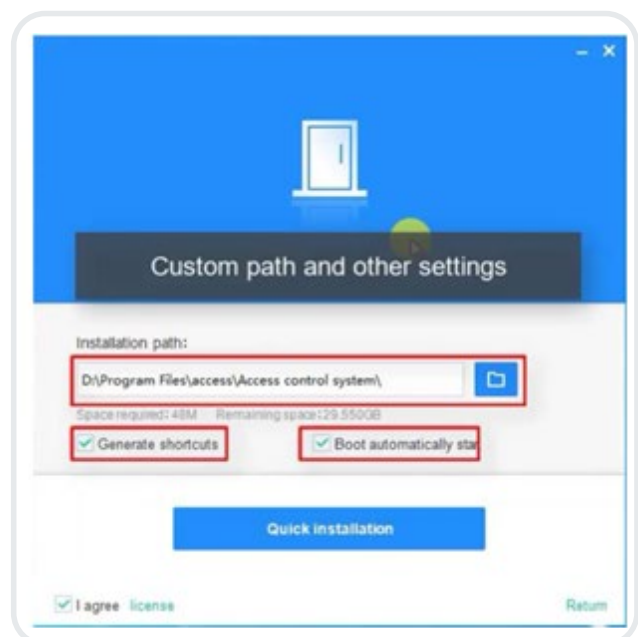 Custom path and other settings
Installation path:
D:\Program Files\access\Access control system\
Space required: 48M Remaining space: 29.550GB
Generate shortcuts Boot automatically star
Quick installation
I agree license Return